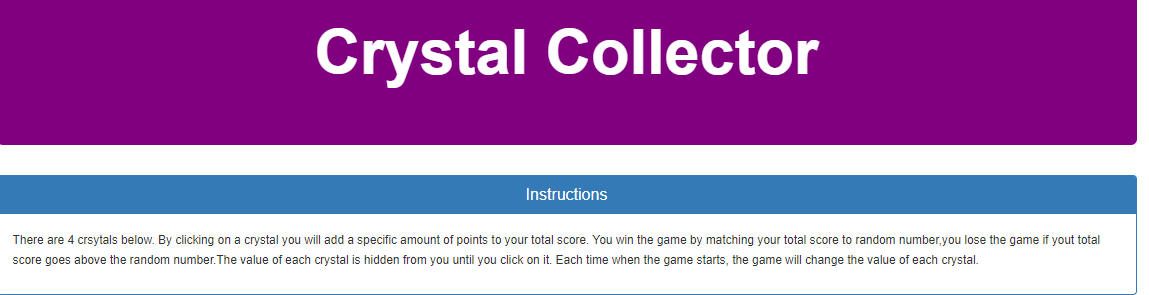 Crystal Collector
Instructions
There are 4 crsytals below. By clicking on a crystal you will add a specific amount of points to your total score. You win the game by matching your total score to random number,you lose the game if yout total
score goes above the random number.The value of each crystal is hidden from you until you click on it. Each time when the game starts, the game will change the value of each crystal.